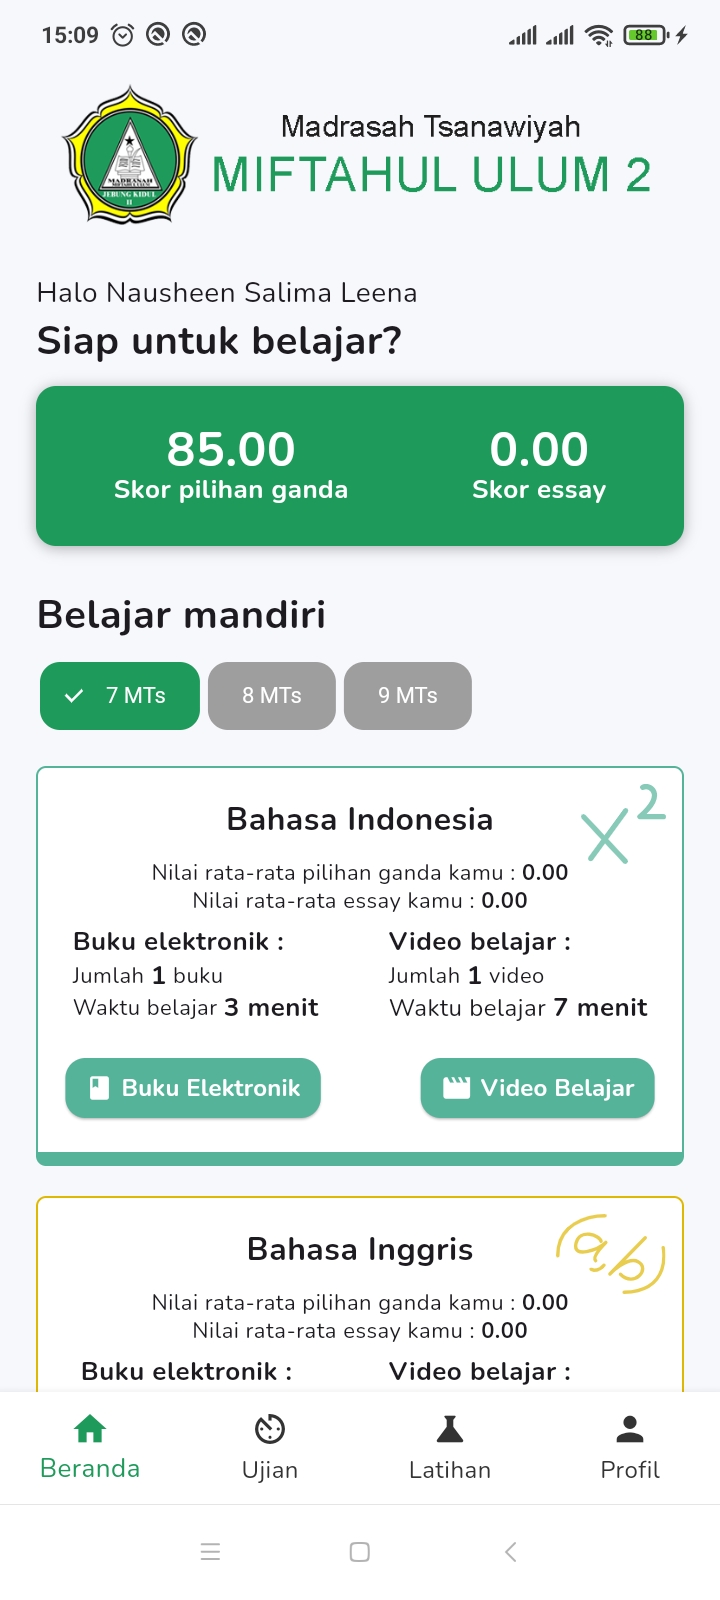 15:09
88
Madrasah Tsanawiyah
MIFTAHUL ULUM 2
MADRASAH
JEBUNG KIDUL
II
Halo Nausheen Salima Leena
Siap untuk belajar?
85.00 0.00
Skor pilihan ganda Skor essay
Belajar mandiri
7 MTs 8 MTs 9 MTs
Bahasa Indonesia
x²
Nilai rata-rata pilihan ganda kamu : 0.00
Nilai rata-rata essay kamu : 0.00
Buku elektronik : Video belajar :
Jumlah 1 buku Jumlah 1 video
Waktu belajar 3 menit Waktu belajar 7 menit
Buku Elektronik Video Belajar
Bahasa Inggris
(a,b)
Nilai rata-rata pilihan ganda kamu : 0.00
Nilai rata-rata essay kamu : 0.00
Buku elektronik : Video belajar :
Beranda Ujian Latihan Profil